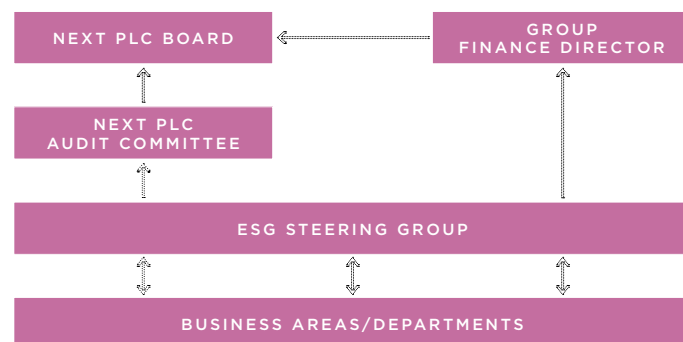 NEXT PLC BOARD
GROUP
FINANCE DIRECTOR
NEXT PLC
AUDIT COMMITTEE
ESG STEERING GROUP
BUSINESS AREAS/DEPARTMENTS